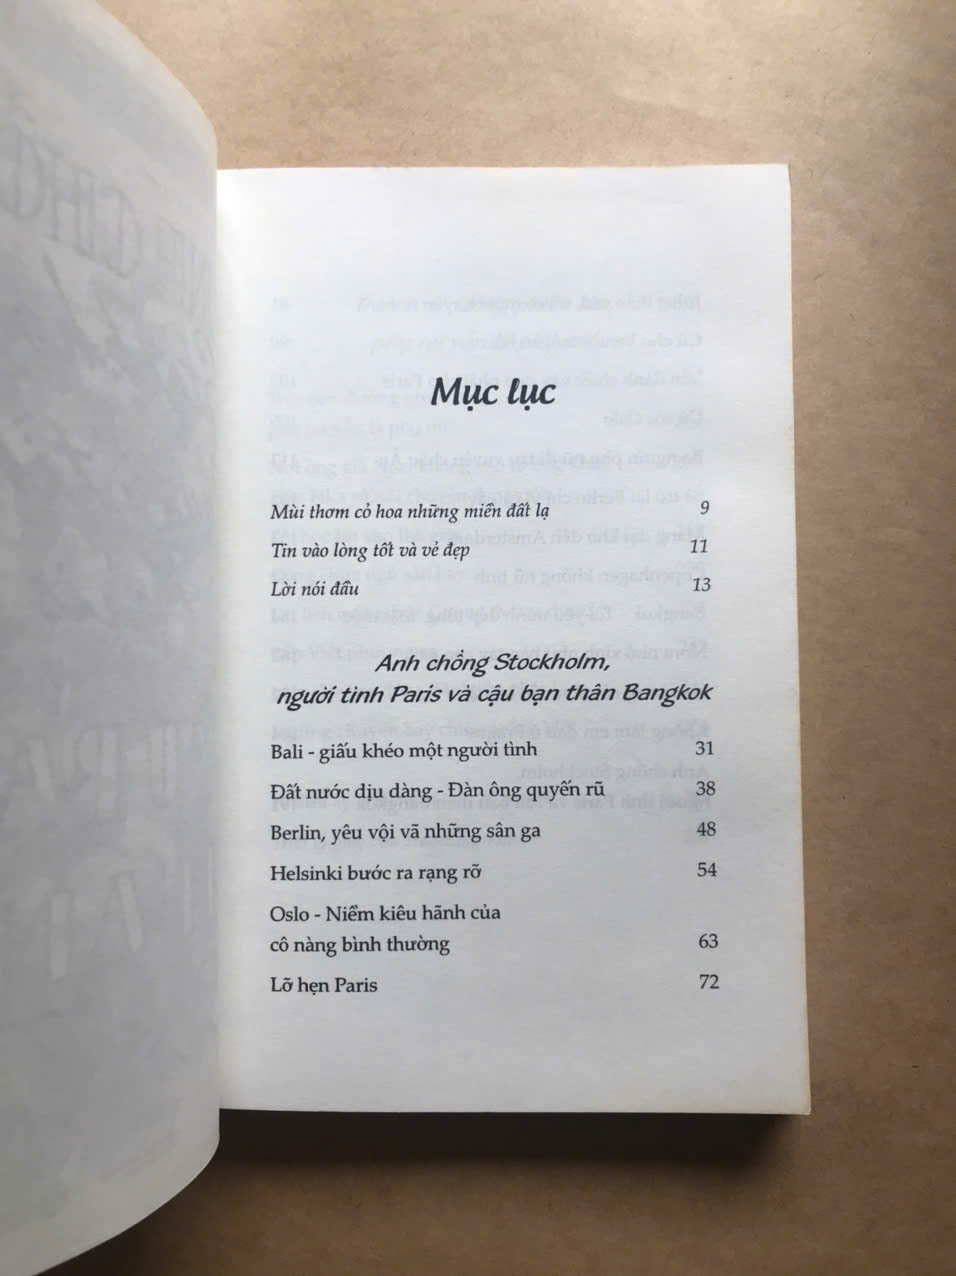 Mục lục
Mùi thơm cỏ hoa những miền đất lạ 9
Tin vào lòng tốt và vẻ đẹp 11
Lời nói đầu 13
Anh chồng Stockholm,
người tình Paris và cậu bạn thân Bangkok
Bali - giấu khéo một người tình 31
Đất nước dịu dàng - Đàn ông quyến rũ 38
Berlin, yêu vội vã những sân ga 48
Helsinki bước ra rạng rỡ 54
Oslo - Niềm kiêu hãnh của
cô nàng bình thường 63
Lỡ hẹn Paris 72